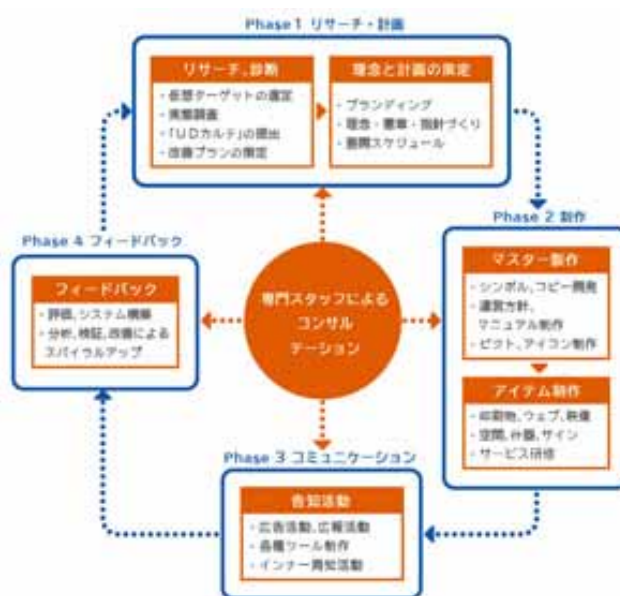 Phase 1 リサーチ・計画
リサーチ、診断
・仮想ターゲットの選定
・実態調査
・「UDカルテ」の提出
・改善プランの策定
理念と計画の策定
・ブランディング
・理念・憲章・指針づくり
・展開スケジュール
Phase 2 制作
マスター製作
・シンボル、コピー開発
・運営方針、
マニュアル制作
・ピクト、アイコン制作
アイテム制作
・印刷物、ウェブ、映像
・空間、什器、サイン
・サービス研修
Phase 3 コミュニケーション
告知活動
・広告活動、広報活動
・各種ツール制作
・インナー周知活動
Phase 4 フィードバック
フィードバック
・評価、システム構築
・分析、検証、改善による
スパイラルアップ
専門スタッフによる
コンサル
テーション